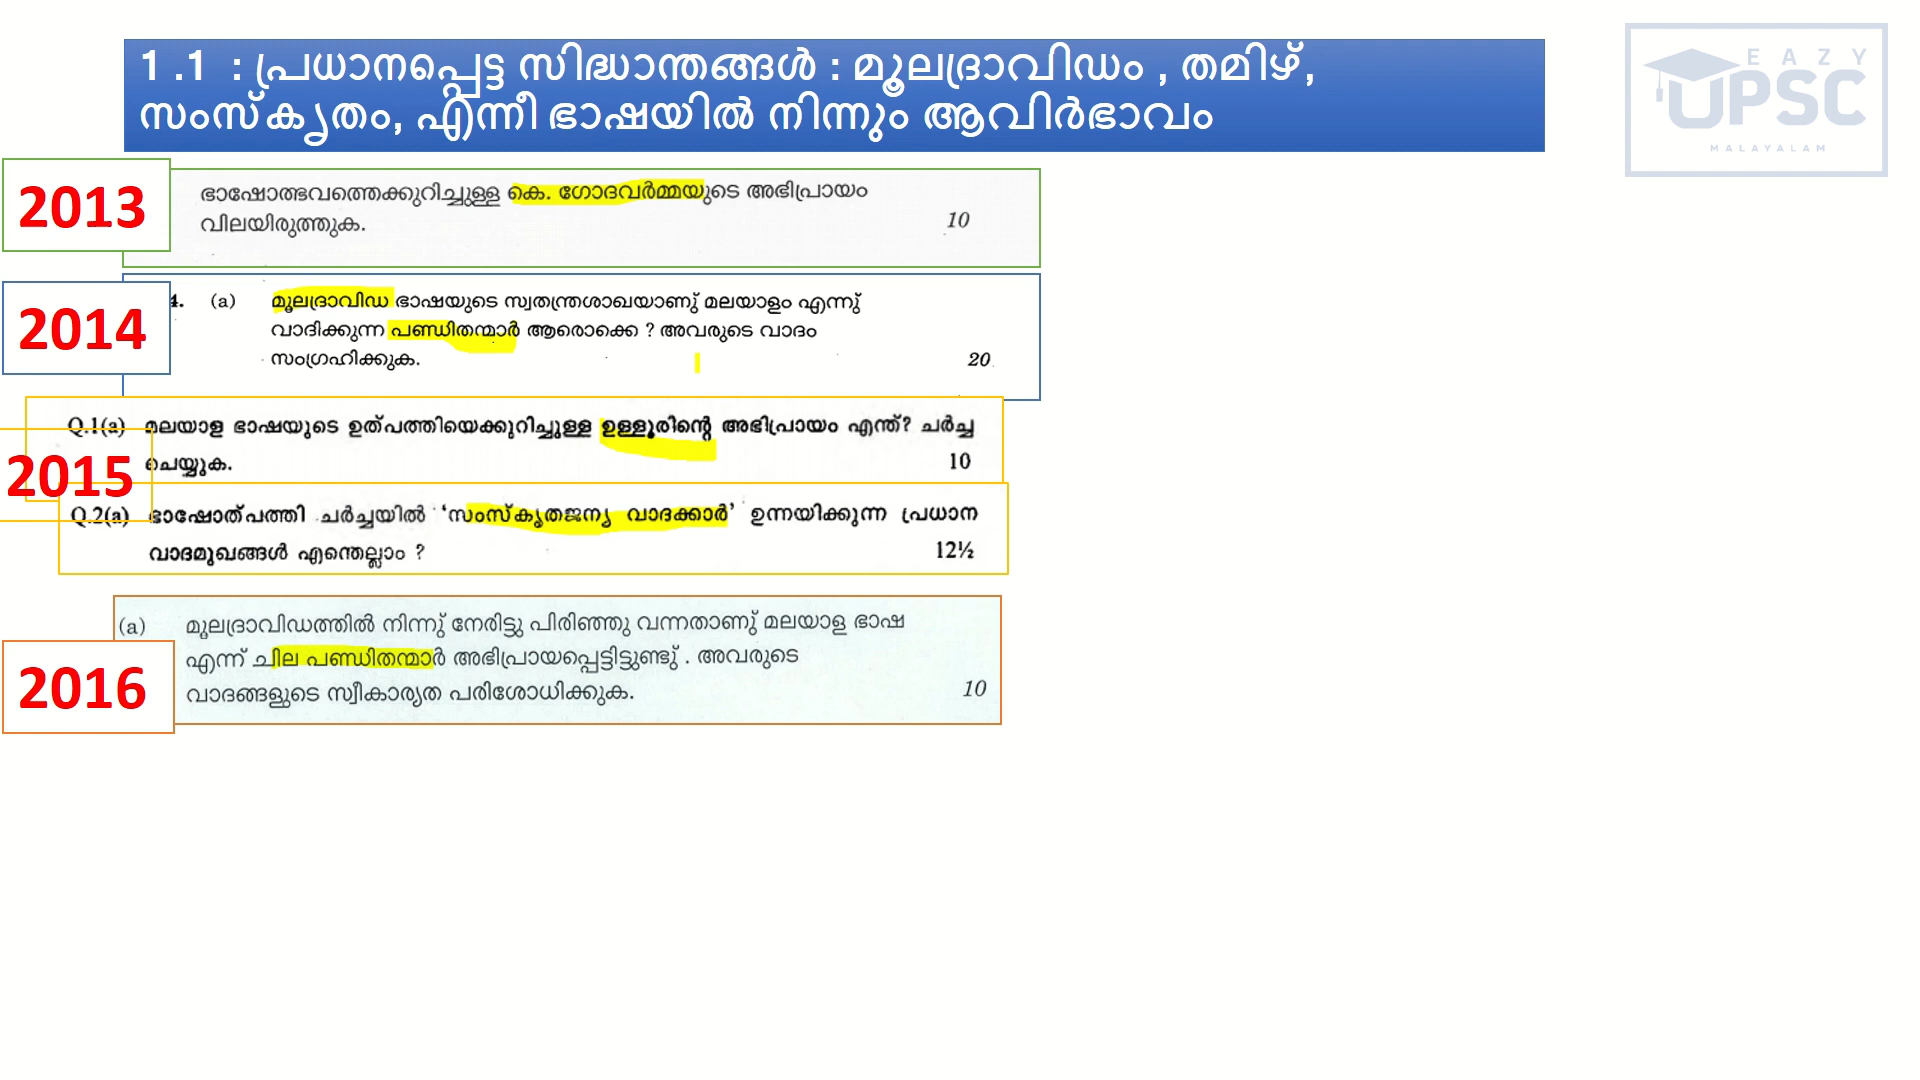 1.1 : പ്രധാനപ്പെട്ട സിദ്ധാന്തങ്ങൾ : മൂലദ്രാവിഡം , തമിഴ്,
സംസ്കൃതം, എന്നീ ഭാഷയിൽ നിന്നും ആവിർഭാവം
EAZY
UPSC
MALAYALAM
2013
ഭാഷോത്ഭവത്തെക്കുറിച്ചുള്ള കെ. ഗോദവർമ്മയുടെ അഭിപ്രായം
വിലയിരുത്തുക. 10
2014
4. (a) മൂലദ്രാവിഡ ഭാഷയുടെ സ്വതന്ത്രശാഖയാണു് മലയാളം എന്നു്
വാദിക്കുന്ന പണ്ഡിതന്മാർ ആരൊക്കെ ? അവരുടെ വാദം
സംഗ്രഹിക്കുക. 20
2015
Q.1(a) മലയാള ഭാഷയുടെ ഉത്പത്തിയെക്കുറിച്ചുള്ള ഉള്ളൂരിന്റെ അഭിപ്രായം എന്ത്? ചർച്ച
ചെയ്യുക. 10
Q.2(a) ഭാഷോത്പത്തി ചർച്ചയിൽ ‘സംസ്കൃതജന്യ വാദക്കാർ’ ഉന്നയിക്കുന്ന പ്രധാന
വാദമുഖങ്ങൾ എന്തെല്ലാം ? 12½
2016
(a) മൂലദ്രാവിഡത്തിൽ നിന്നു് നേരിട്ടു പിരിഞ്ഞു വന്നതാണു് മലയാള ഭാഷ
എന്ന് ചില പണ്ഡിതന്മാർ അഭിപ്രായപ്പെട്ടിട്ടുണ്ടു് . അവരുടെ
വാദങ്ങളുടെ സ്വീകാര്യത പരിശോധിക്കുക. 10